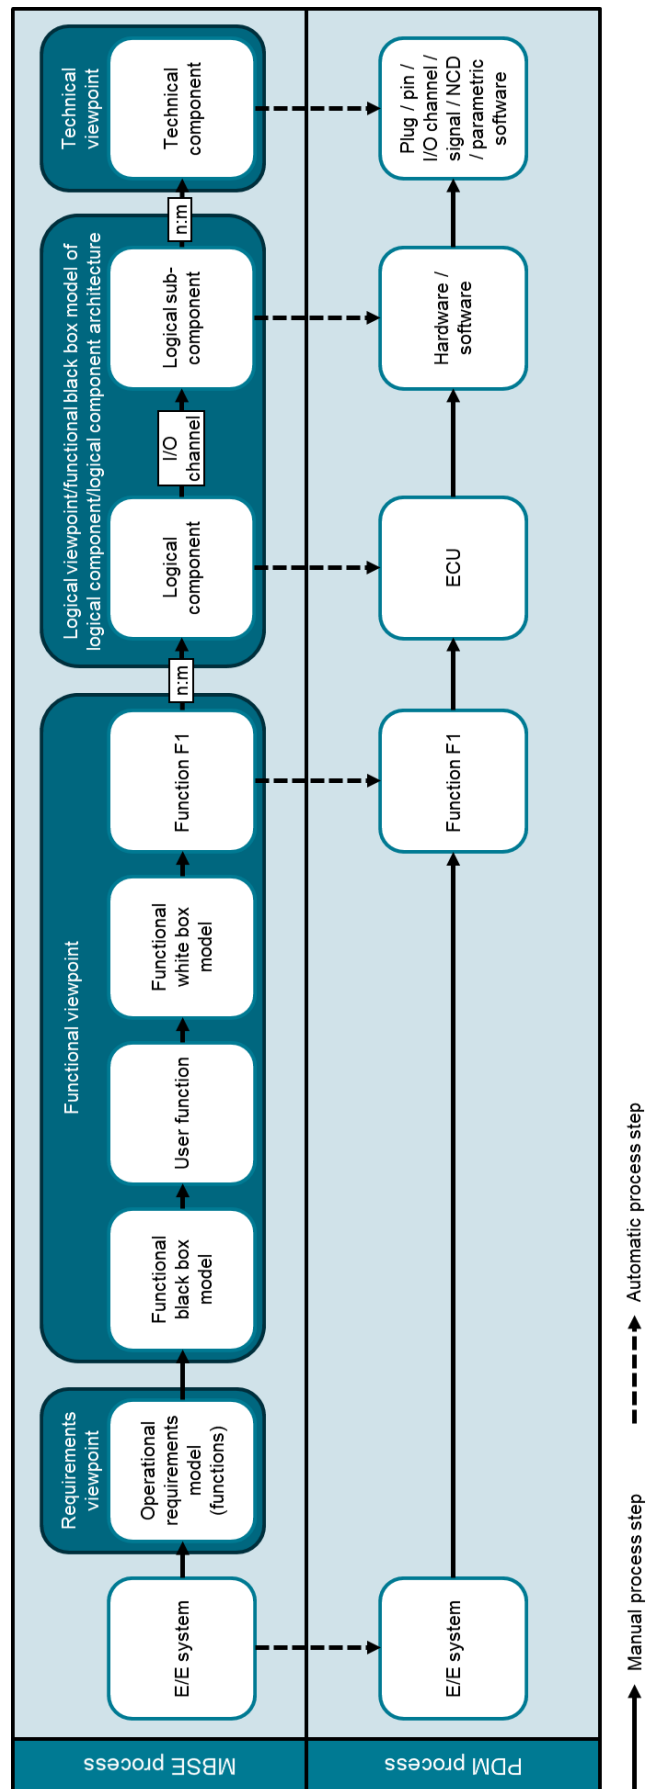 MBSE process
E/E system
Requirements
viewpoint
Operational
requirements
model
(functions)
Functional viewpoint
Functional
black box
model
User function
Functional
white box
model
Function F1
n:m
Logical viewpoint/functional black box model of
logical component/logical component architecture
Logical
component
I/O
channel
Logical sub-
component
n:m
Technical
viewpoint
Technical
component
PDM process
E/E system
Function F1
ECU
Hardware /
software
Plug / pin /
I/O channel /
signal / NCD
/ parametric
software
Manual process step
Automatic process step